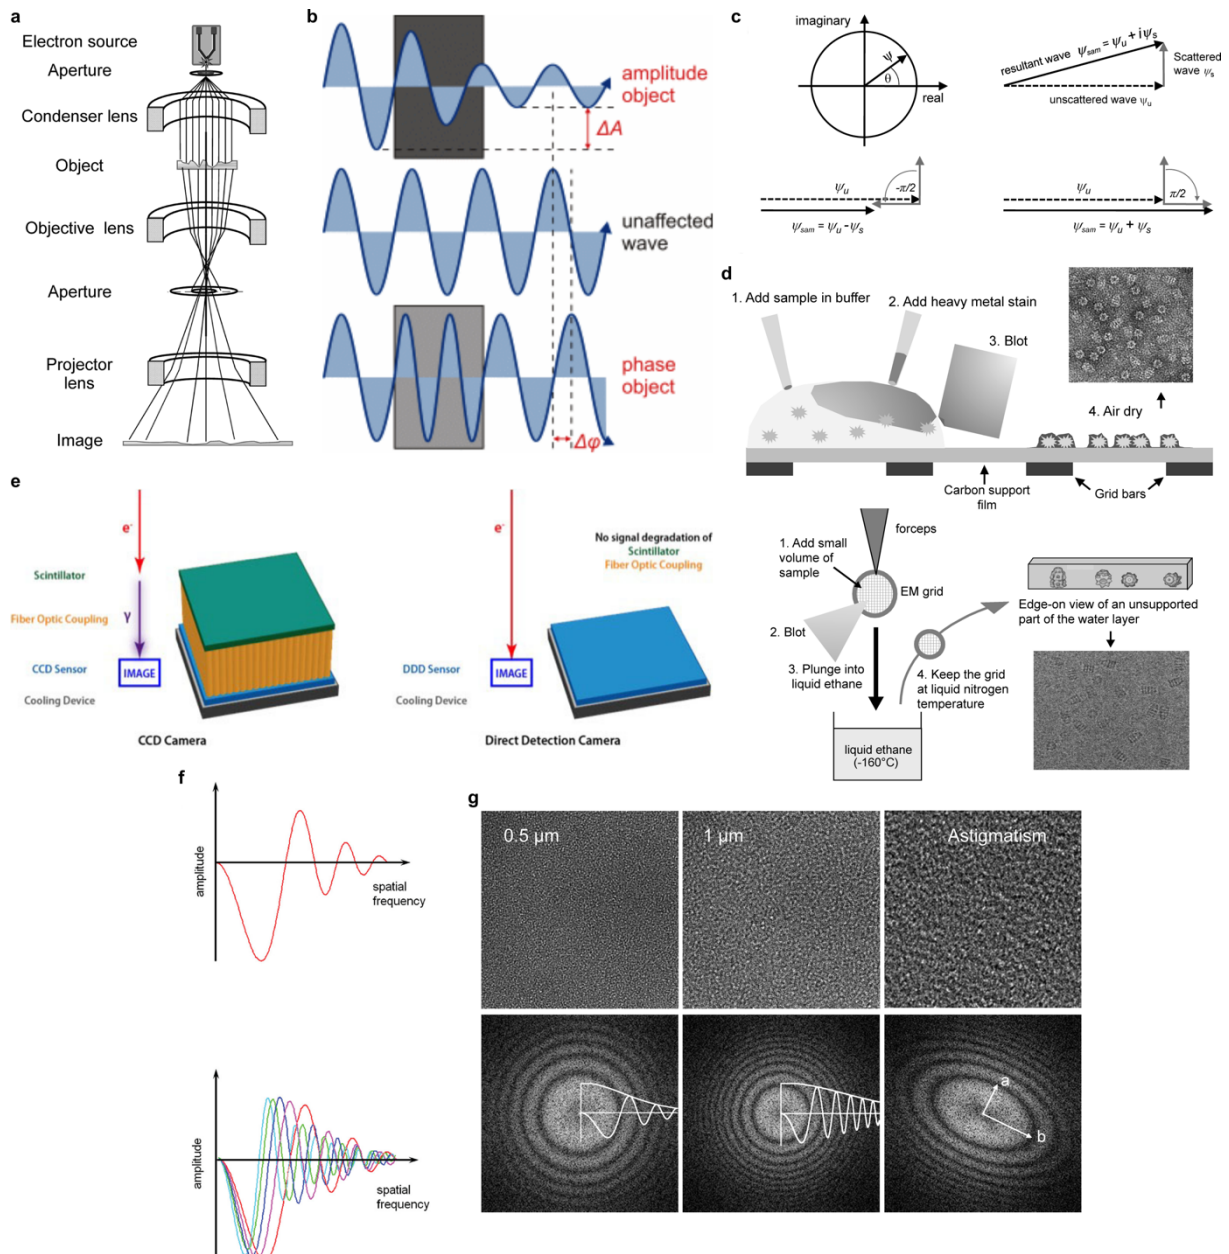 a
Electron source
Aperture
Condenser lens
Object
Objective lens
Aperture
Projector
lens
Image
b
amplitude
object
ΔA
unaffected
wave
phase
object
Δφ
c
imaginary
ψ
θ
real
resultant wave ψsam = ψu + iψs
Scattered
wave ψs
unscattered wave ψu
ψu
-π/2
ψsam = ψu - ψs
ψu
π/2
ψsam = ψu + ψs
d
1. Add sample in buffer
2. Add heavy metal stain
3. Blot
4. Air dry
Carbon support
film
Grid bars
forceps
1. Add small
volume of
sample
EM grid
2. Blot
3. Plunge into
liquid ethane
4. Keep the grid
at liquid nitrogen
temperature
liquid ethane
(-160°C)
Edge-on view of an unsupported
part of the water layer
e
e-
Scintillator
γ
Fiber Optic Coupling
CCD Sensor
IMAGE
Cooling Device
CCD Camera
e-
No signal degradation of
Scintillator
Fiber Optic Coupling
DDD Sensor
IMAGE
Cooling Device
Direct Detection Camera
f
amplitude
spatial
frequency
amplitude
spatial
frequency
g
0.5 µm
1 µm
Astigmatism
a
b